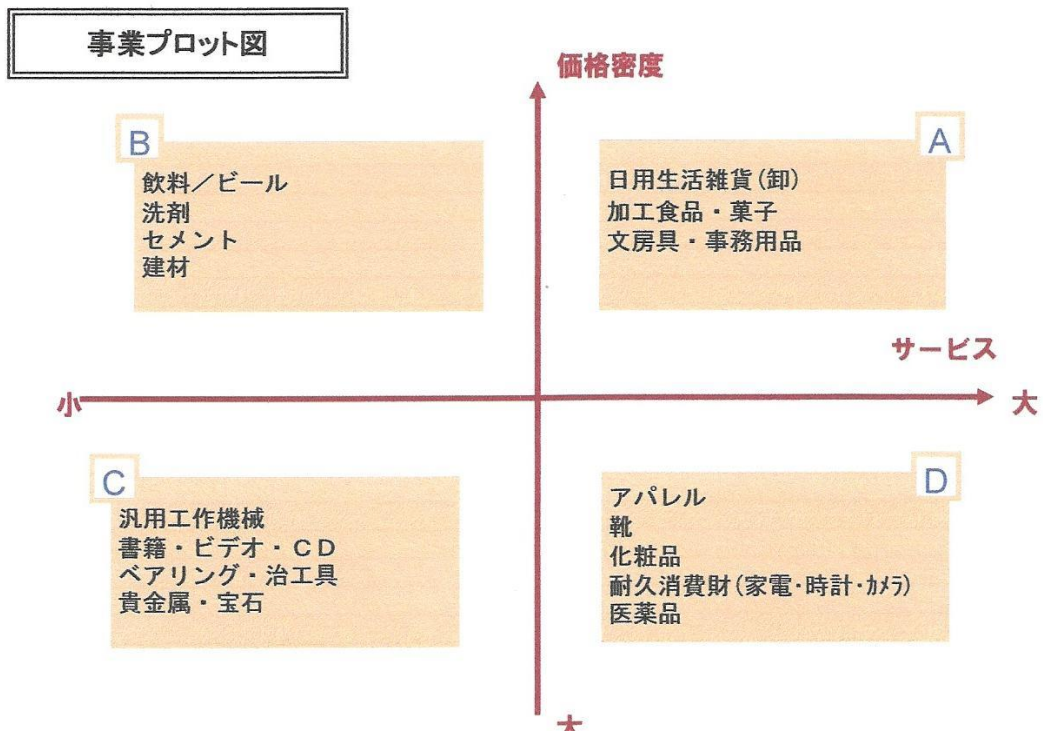 事業プロット図
価格密度
B
飲料／ビール
洗剤
セメント
建材
A
日用生活雑貨(卸)
加工食品・菓子
文房具・事務用品
サービス
小
大
C
汎用工作機械
書籍・ビデオ・ＣＤ
ベアリング・治工具
貴金属・宝石
D
アパレル
靴
化粧品
耐久消費財(家電･時計･ｶﾒﾗ)
医薬品
大